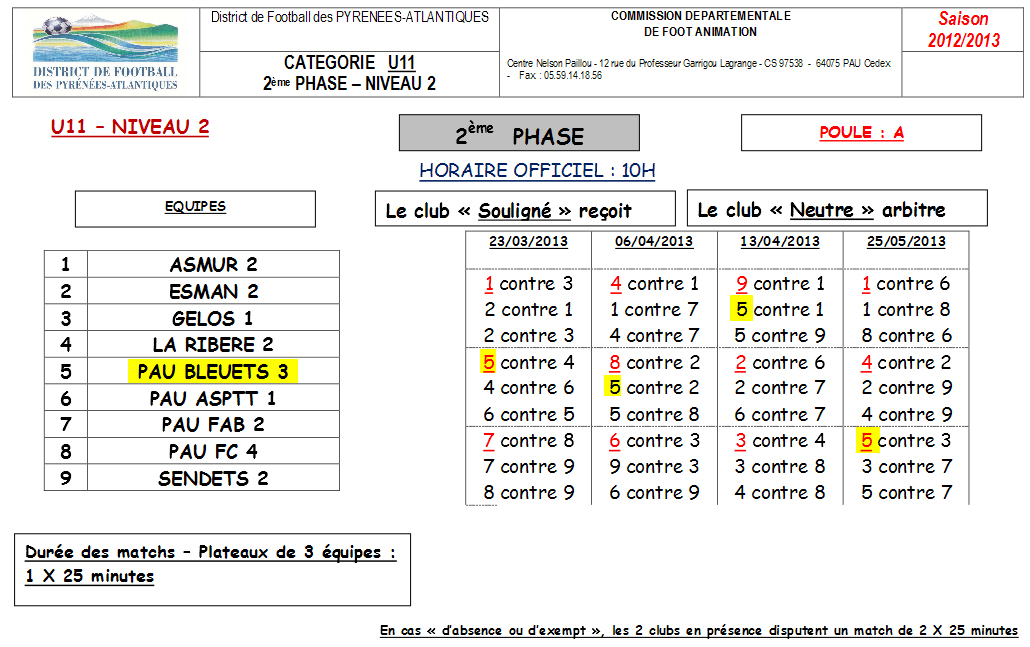 DISTRICT DE FOOTBALL
DES PYRÉNÉES-ATLANTIQUES
District de Football des PYRENEES-ATLANTIQUES
CATEGORIE U11
2ème PHASE – NIVEAU 2
COMMISSION DEPARTEMENTALE
DE FOOT ANIMATION
Centre Nelson Paillou - 12 rue du Professeur Garrigou Lagrange - CS 97538 - 64075 PAU Cedex
- Fax : 05.59.14.18.56
Saison
2012/2013
U11 – NIVEAU 2
2ème PHASE
POULE : A
HORAIRE OFFICIEL : 10H
EQUIPES
Le club « Souligné » reçoit
Le club « Neutre » arbitre
1 ASMUR 2
2 ESMAN 2
3 GELOS 1
4 LA RIBERE 2
5 PAU BLEUETS 3
6 PAU ASPTT 1
7 PAU FAB 2
8 PAU FC 4
9 SENDETS 2
23/03/2013 06/04/2013 13/04/2013 25/05/2013
1 contre 3 4 contre 1 9 contre 1 1 contre 6
2 contre 1 1 contre 7 5 contre 1 1 contre 8
2 contre 3 4 contre 7 5 contre 9 8 contre 6
5 contre 4 8 contre 2 2 contre 6 4 contre 2
4 contre 6 5 contre 2 2 contre 7 2 contre 9
6 contre 5 5 contre 8 6 contre 7 4 contre 9
7 contre 8 6 contre 3 3 contre 4 5 contre 3
7 contre 9 9 contre 3 3 contre 8 3 contre 7
8 contre 9 6 contre 9 4 contre 8 5 contre 7
Durée des matchs – Plateaux de 3 équipes :
1 X 25 minutes
En cas « d'absence ou d'exempt », les 2 clubs en présence disputent un match de 2 X 25 minutes